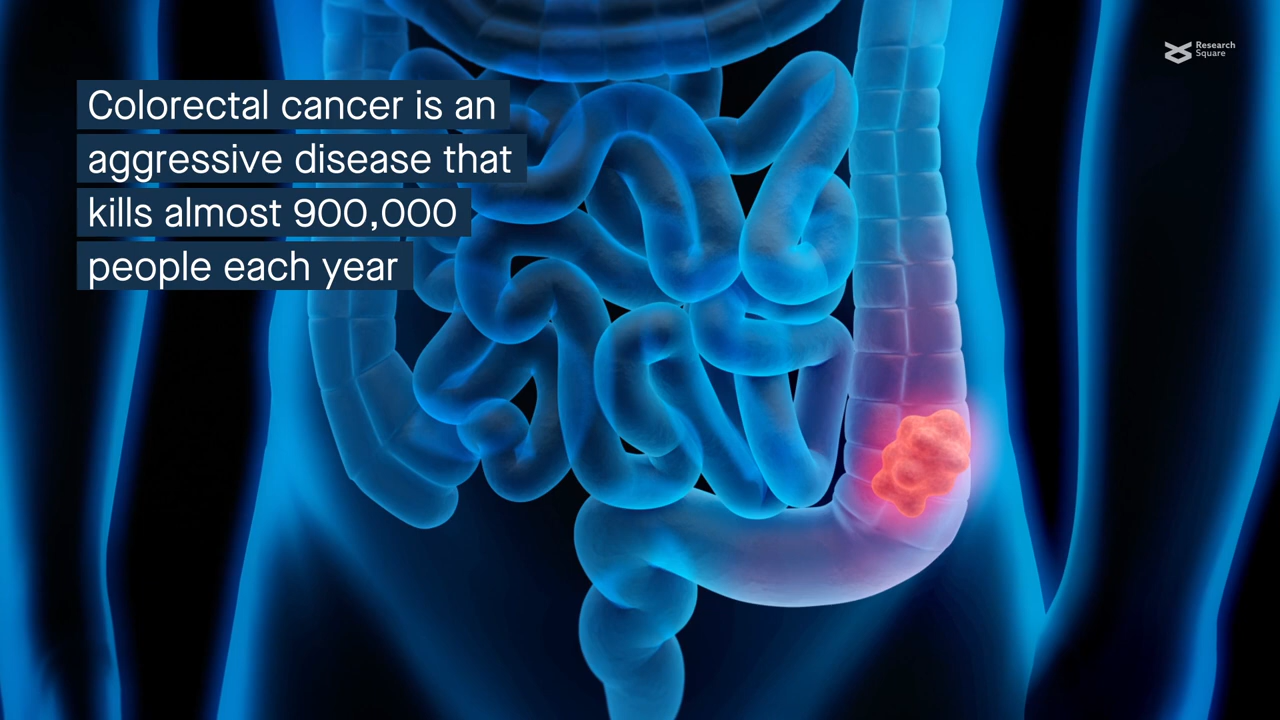 Colorectal cancer is an
aggressive disease that
kills almost 900,000
people each year
Research
Square